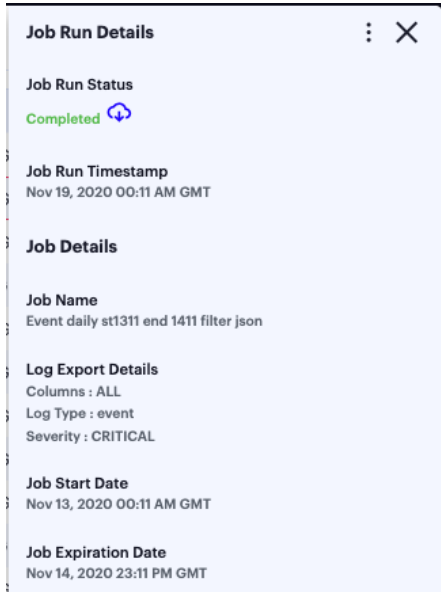 Job Run Details
Job Run Status
Completed
Job Run Timestamp
Nov 19, 2020 00:11 AM GMT
Job Details
Job Name
Event daily st1311 end 1411 filter json
Log Export Details
Columns : ALL
Log Type : event
Severity : CRITICAL
Job Start Date
Nov 13, 2020 00:11 AM GMT
Job Expiration Date
Nov 14, 2020 23:11 PM GMT